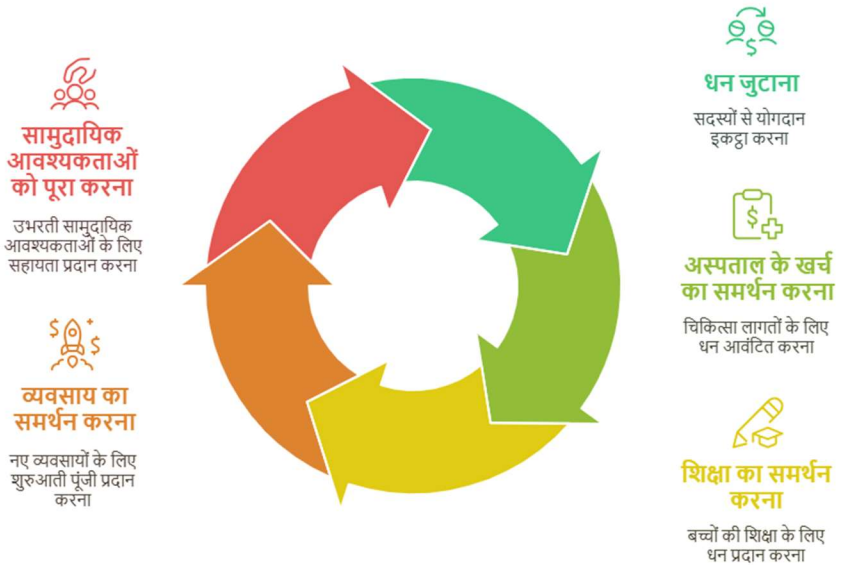 धन जुटाना
सदस्यों से योगदान
इकट्ठा करना
अस्पताल के खर्च
का समर्थन करना
चिकित्सा लागतों के लिए
धन आवंटित करना
शिक्षा का समर्थन
करना
बच्चों की शिक्षा के लिए
धन प्रदान करना
व्यवसाय का
समर्थन करना
नए व्यवसायों के लिए
शुरुआती पूंजी प्रदान
करना
सामुदायिक
आवश्यकताओं
को पूरा करना
उभरती सामुदायिक
आवश्यकताओं के लिए
सहायता प्रदान करना